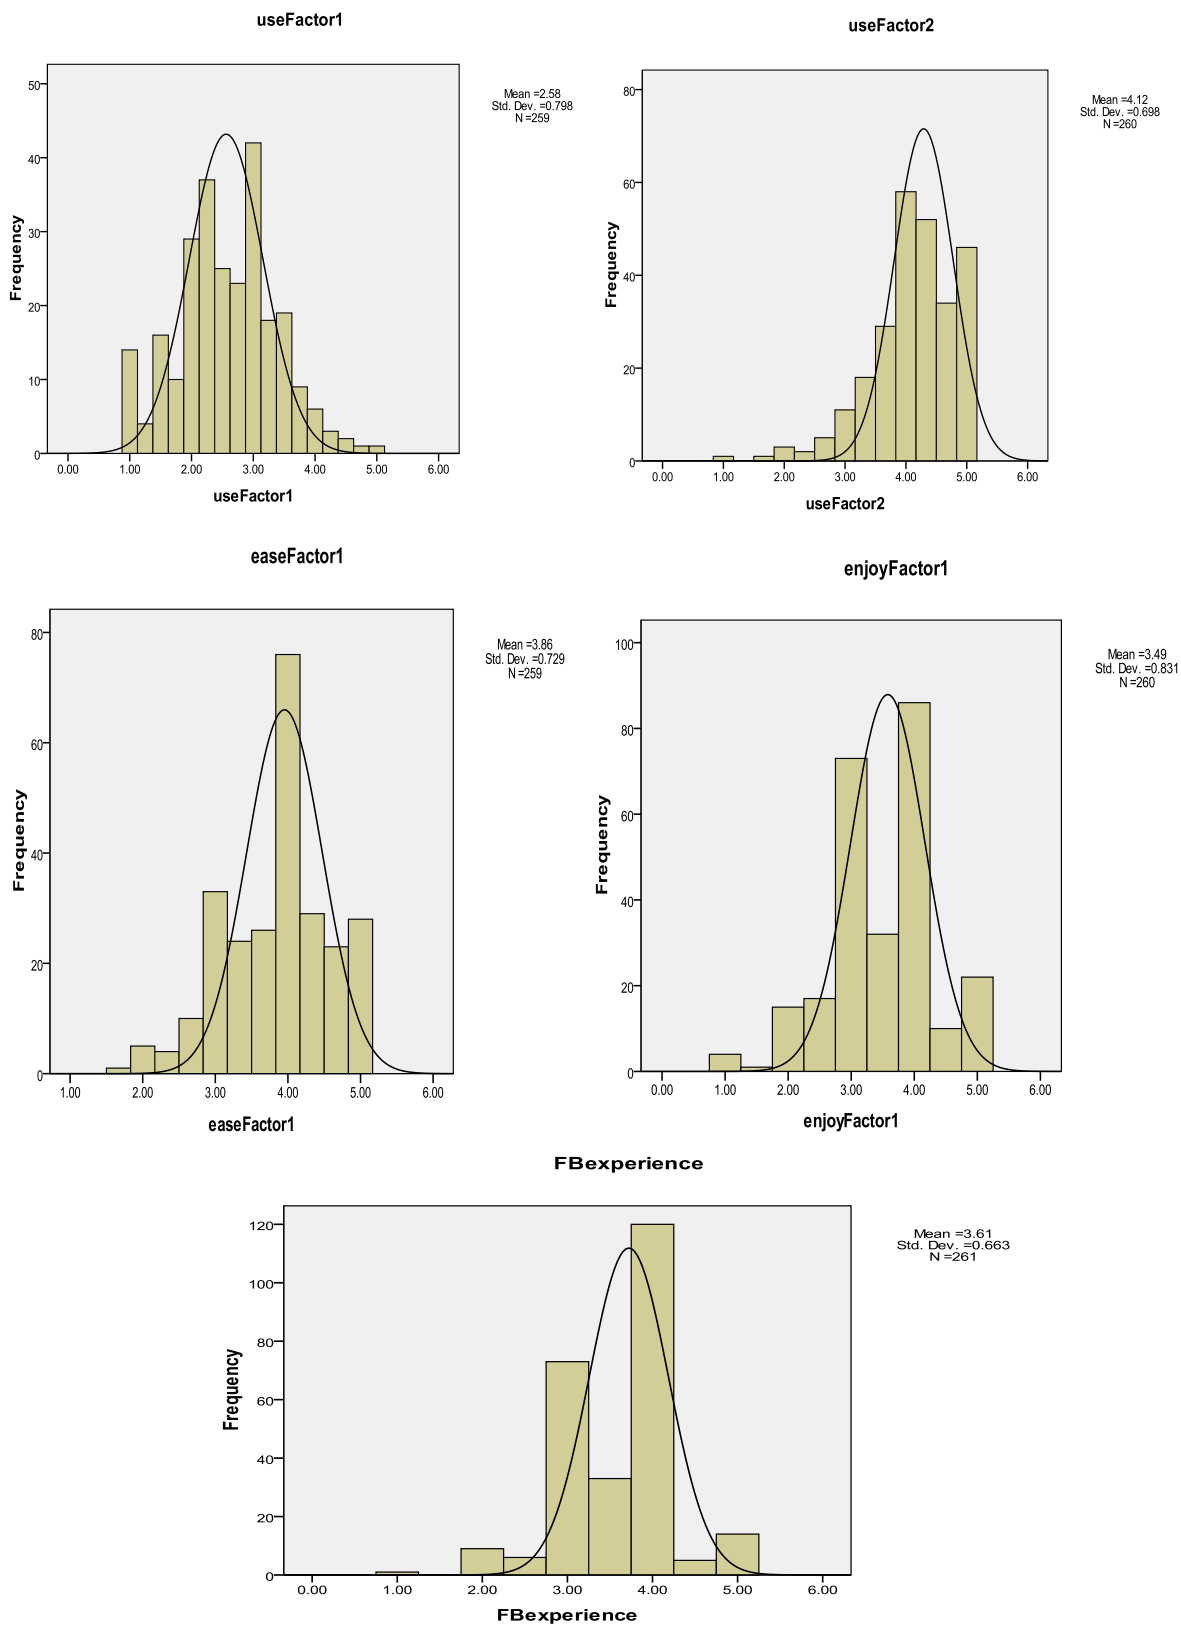 useFactor1
Mean =2.58
Std. Dev. =0.798
N =259
50
40
30
20
10
0
Frequency
0.00 1.00 2.00 3.00 4.00 5.00 6.00
useFactor1
useFactor2
Mean =4.12
Std. Dev. =0.698
N =260
80
60
40
20
0
Frequency
0.00 1.00 2.00 3.00 4.00 5.00 6.00
useFactor2
easeFactor1
Mean =3.86
Std. Dev. =0.729
N =259
80
60
40
20
0
Frequency
1.00 2.00 3.00 4.00 5.00 6.00
easeFactor1
enjoyFactor1
Mean =3.49
Std. Dev. =0.831
N =260
100
80
60
40
20
0
Frequency
0.00 1.00 2.00 3.00 4.00 5.00 6.00
enjoyFactor1
FBexperience
Mean =3.61
Std. Dev. =0.663
N =261
120
100
80
60
40
20
0
Frequency
0.00 1.00 2.00 3.00 4.00 5.00 6.00
FBexperience